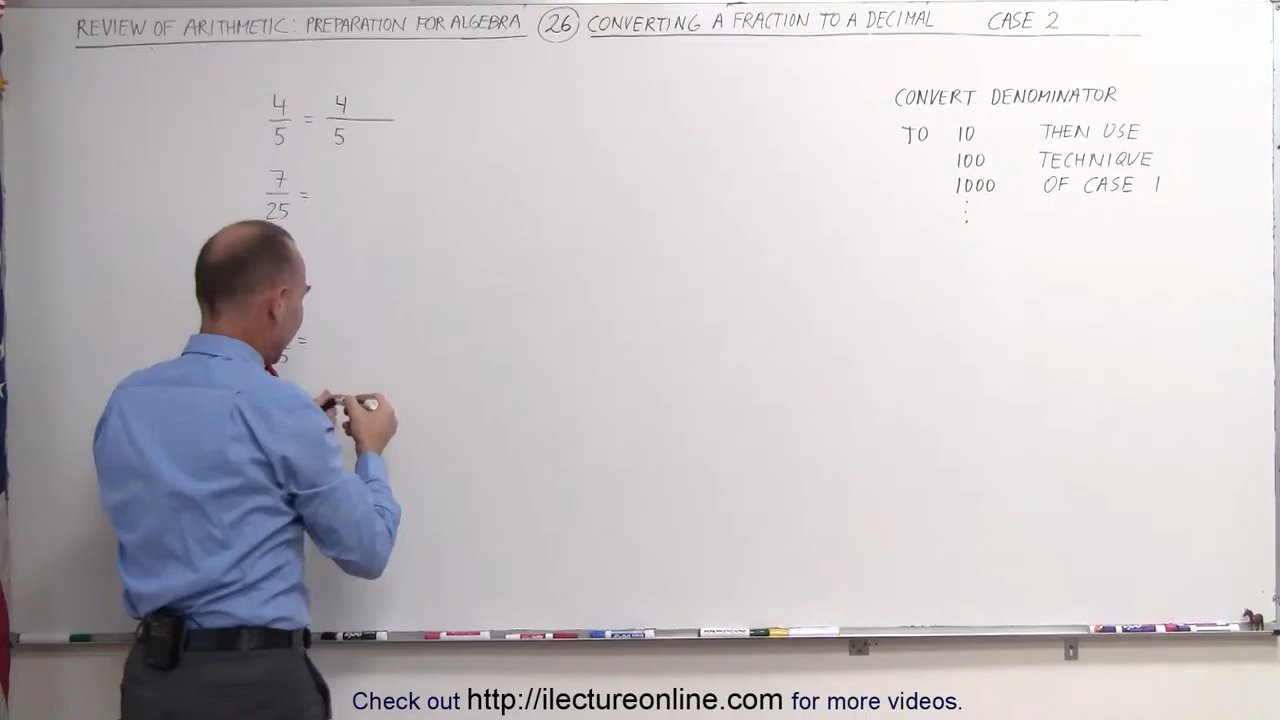 REVIEW OF ARITHMETIC: PREPARATION FOR ALGEBRA 26 CONVERTING A FRACTION TO A DECIMAL CASE 2
4/5 = 4/5
7/25 =
=
CONVERT DENOMINATOR
TO 10 THEN USE
100 TECHNIQUE
1000 OF CASE 1
⋮
Check out http://ilectureonline.com for more videos.